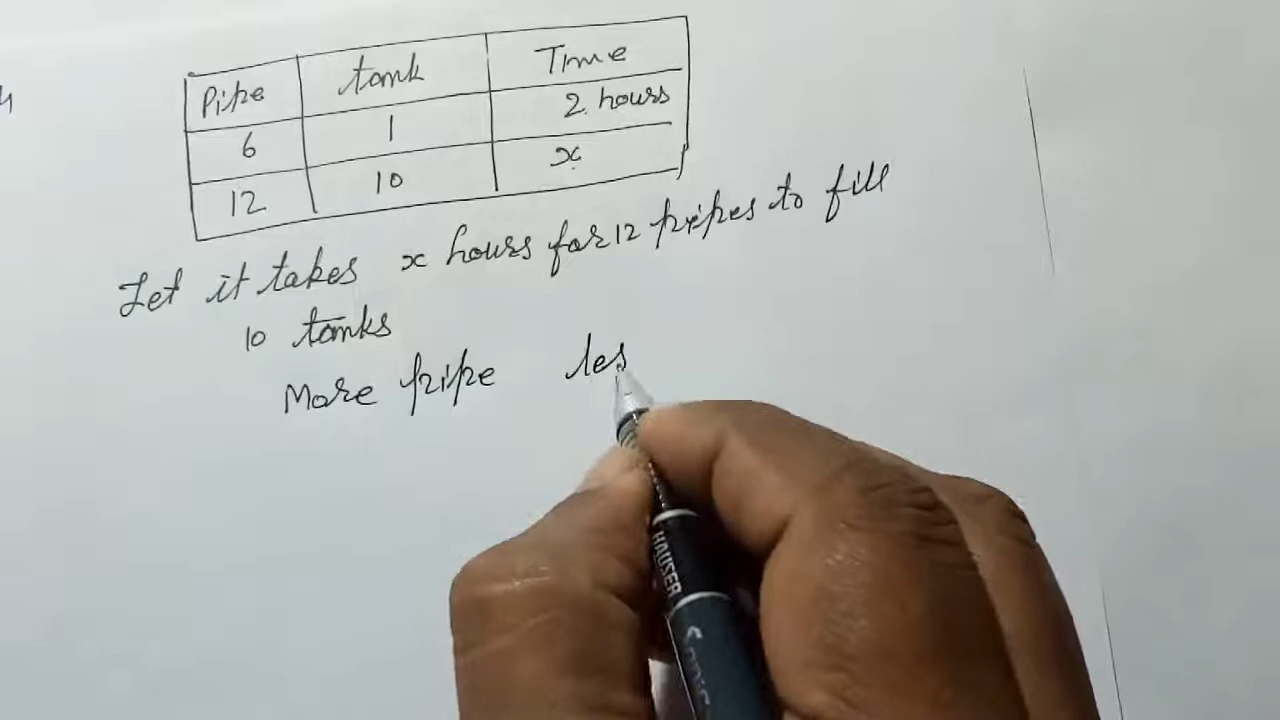 Pipe tank Time
6 1 2 hours
12 10 x
Let it takes x hours for 12 pipes to fill
10 tanks
More pipe les
HAUSER